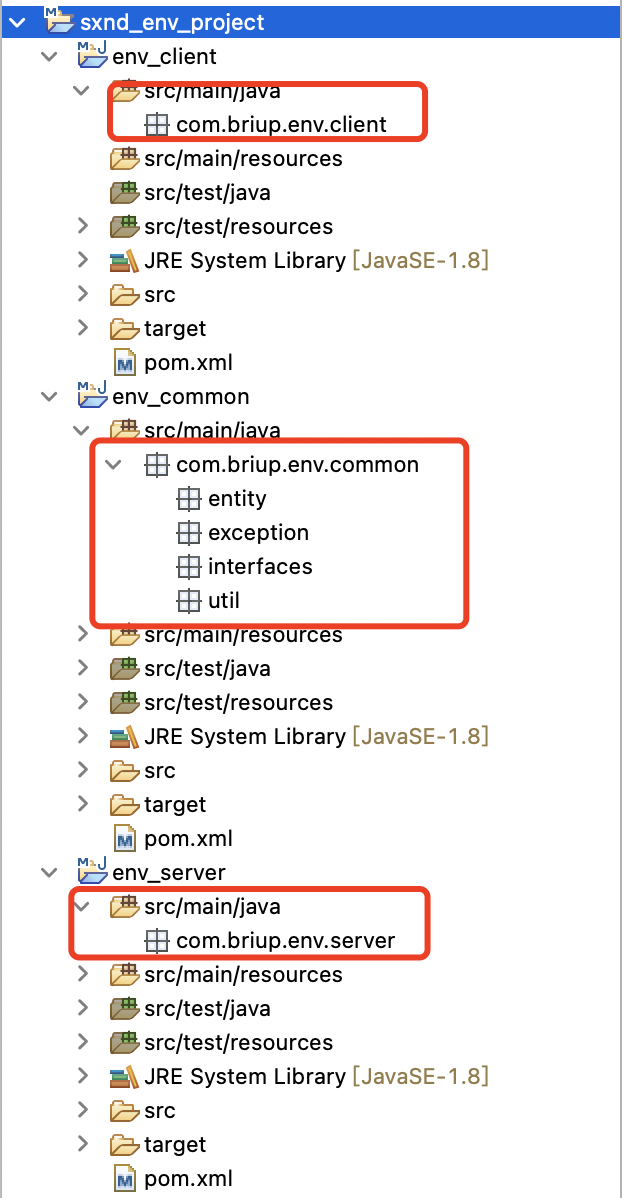 sxnd_env_project
env_client
src/main/java
com.briup.env.client
src/main/resources
src/test/java
src/test/resources
JRE System Library [JavaSE-1.8]
src
target
pom.xml
env_common
src/main/java
com.briup.env.common
entity
exception
interfaces
util
src/main/resources
src/test/java
src/test/resources
JRE System Library [JavaSE-1.8]
src
target
pom.xml
env_server
src/main/java
com.briup.env.server
src/main/resources
src/test/java
src/test/resources
JRE System Library [JavaSE-1.8]
src
target
pom.xml